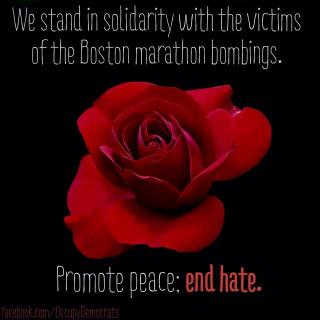 We stand in solidarity with the victims
of the Boston marathon bombings.
Promote peace: end hate.
Facebook.com/OccupyDemocrats